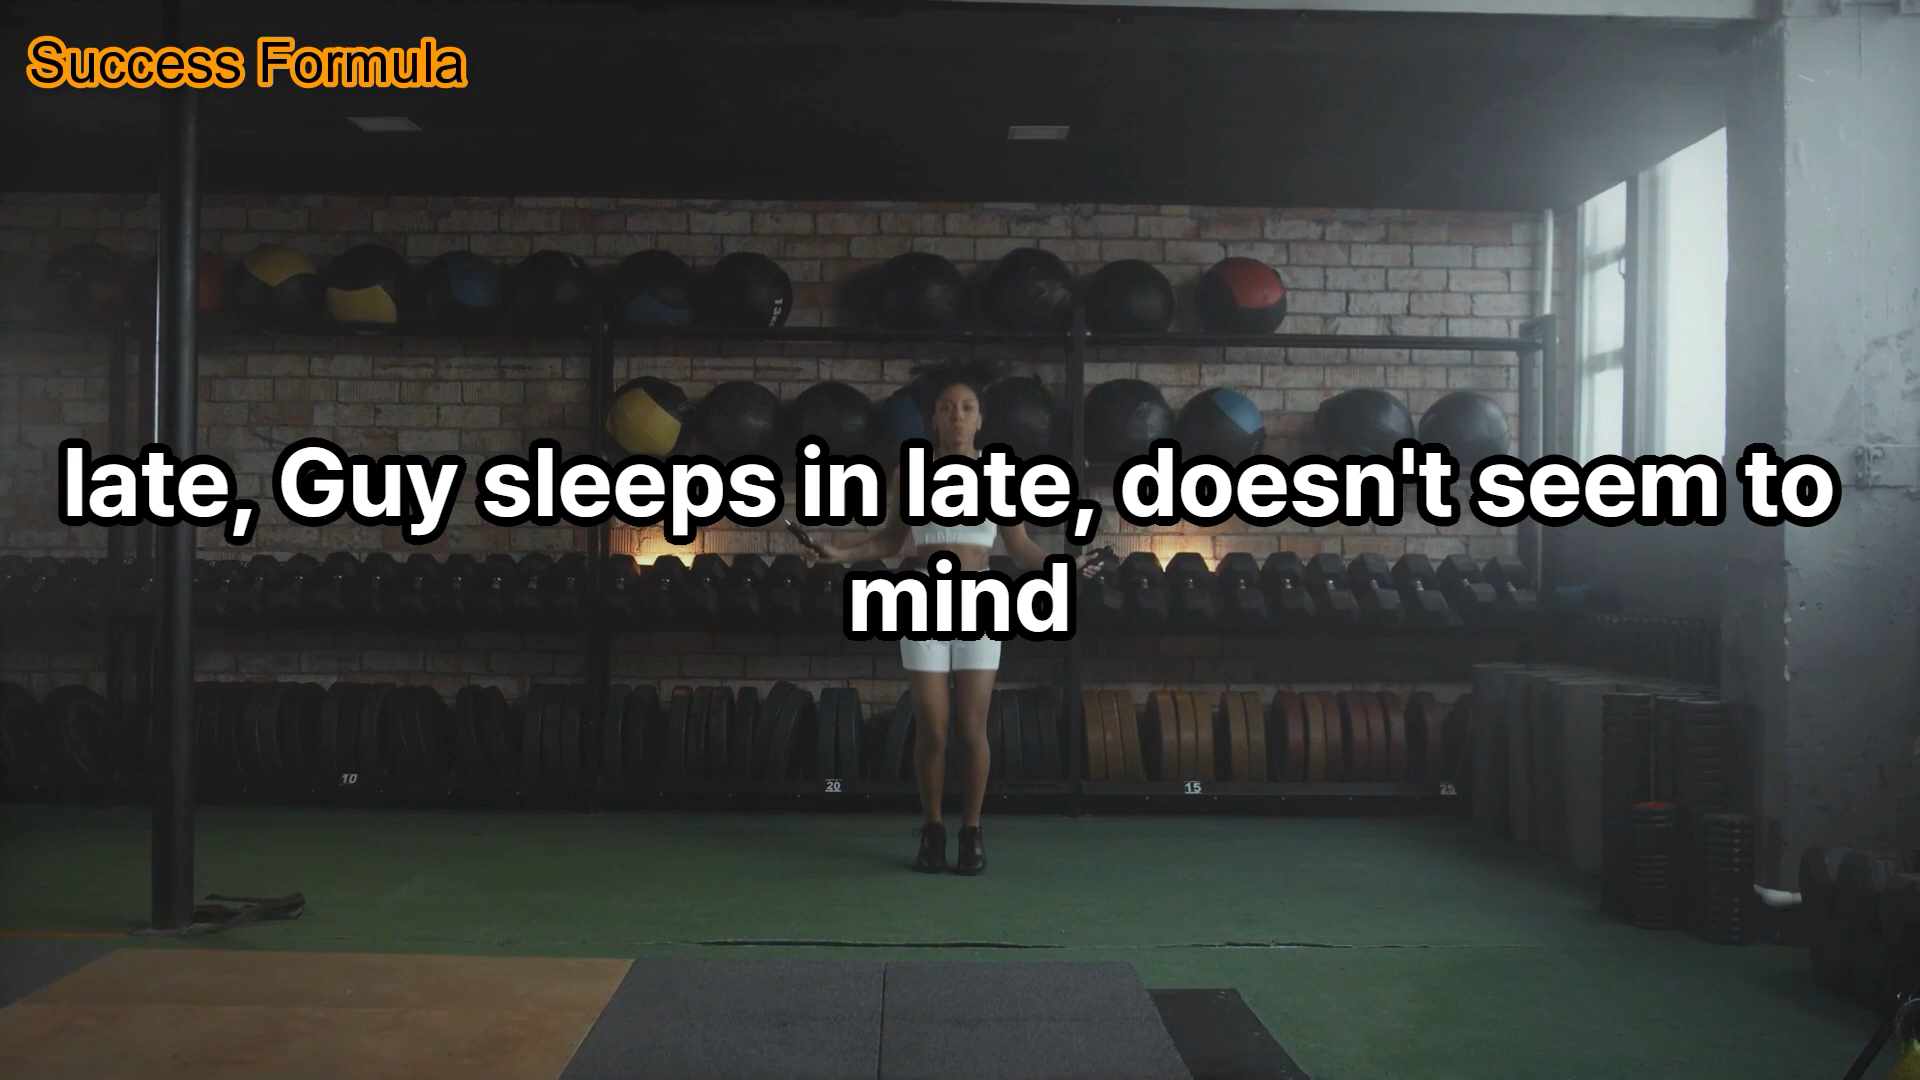 Success Formula
late, Guy sleeps in late, doesn't seem to
mind
10
20
15
25